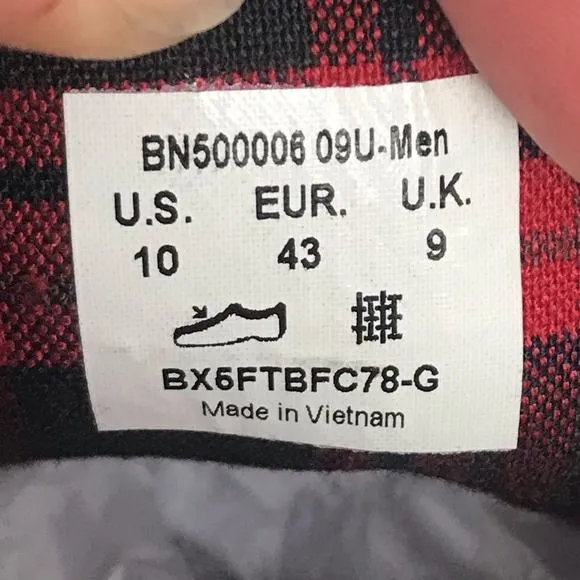 BN500006 09U-Men
U.S. EUR. U.K.
10 43 9
BX6FTBFC78-G
Made in Vietnam